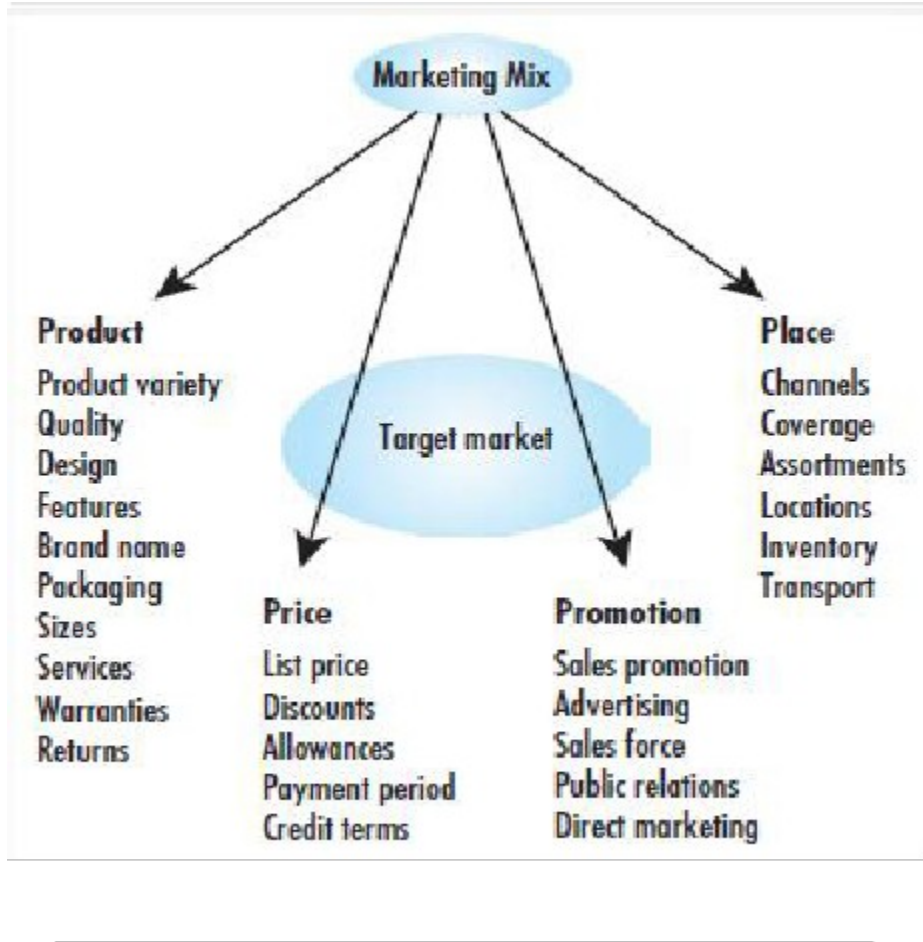 Marketing Mix
Product
Product variety
Quality
Design
Features
Brand name
Packaging
Sizes
Services
Warranties
Returns
Target market
Price
List price
Discounts
Allowances
Payment period
Credit terms
Promotion
Sales promotion
Advertising
Sales force
Public relations
Direct marketing
Place
Channels
Coverage
Assortments
Locations
Inventory
Transport